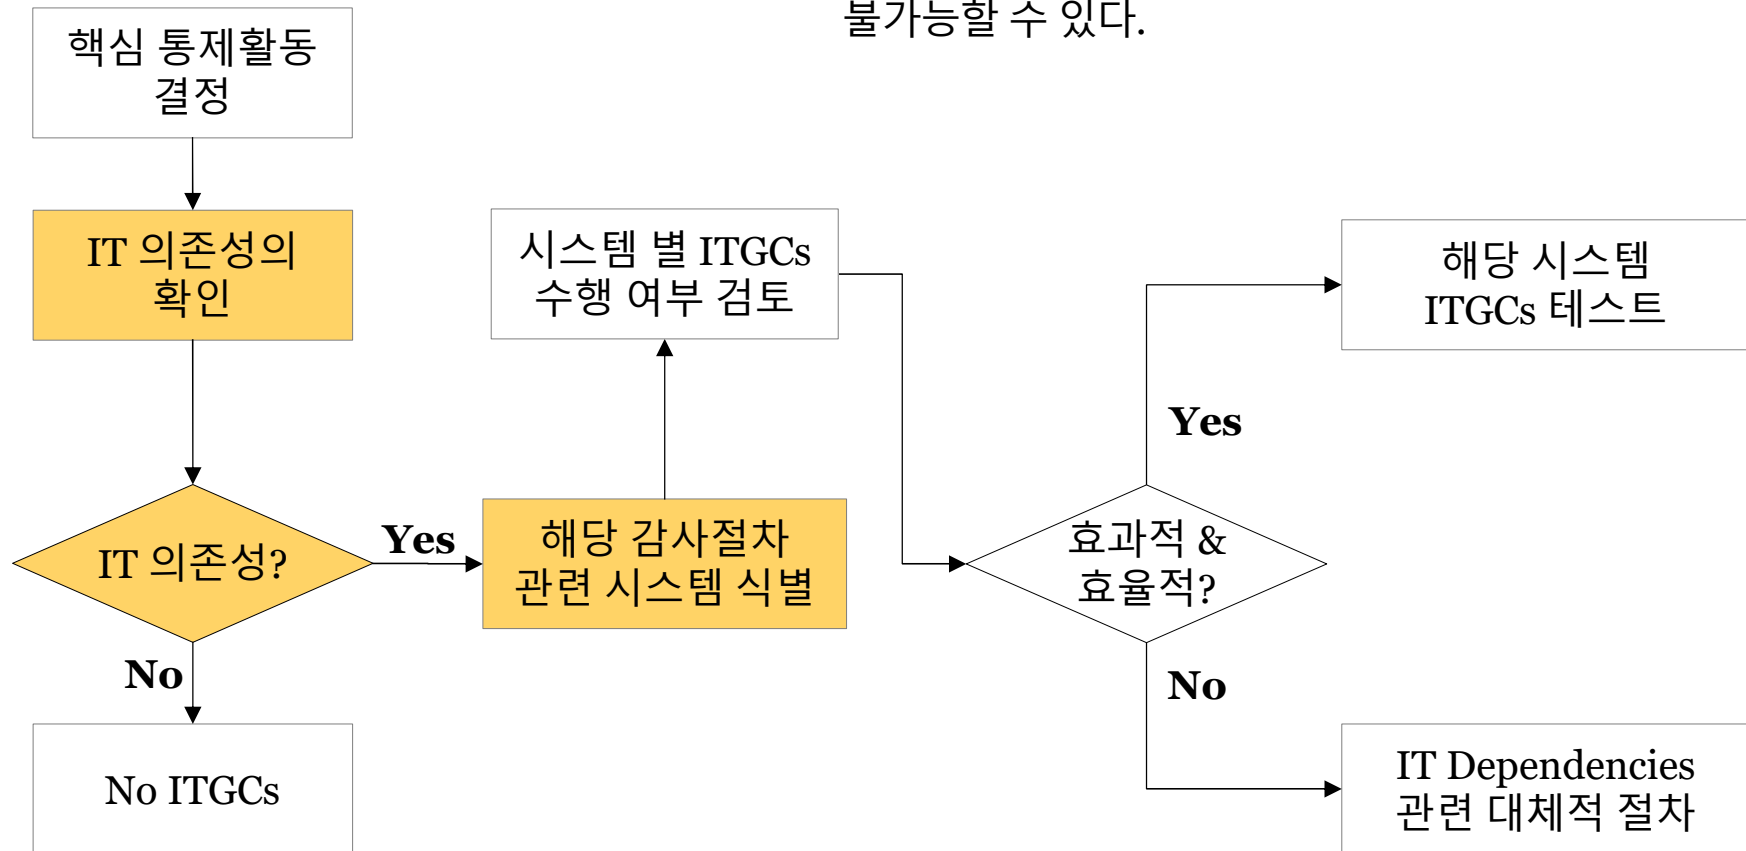 불가능할 수 있다.
핵심 통제활동
결정
IT 의존성의
확인
시스템 별 ITGCs
수행 여부 검토
해당 시스템
ITGCs 테스트
Yes
IT 의존성?
Yes
해당 감사절차
관련 시스템 식별
효과적 &
효율적?
No
No
No ITGCs
IT Dependencies
관련 대체적 절차